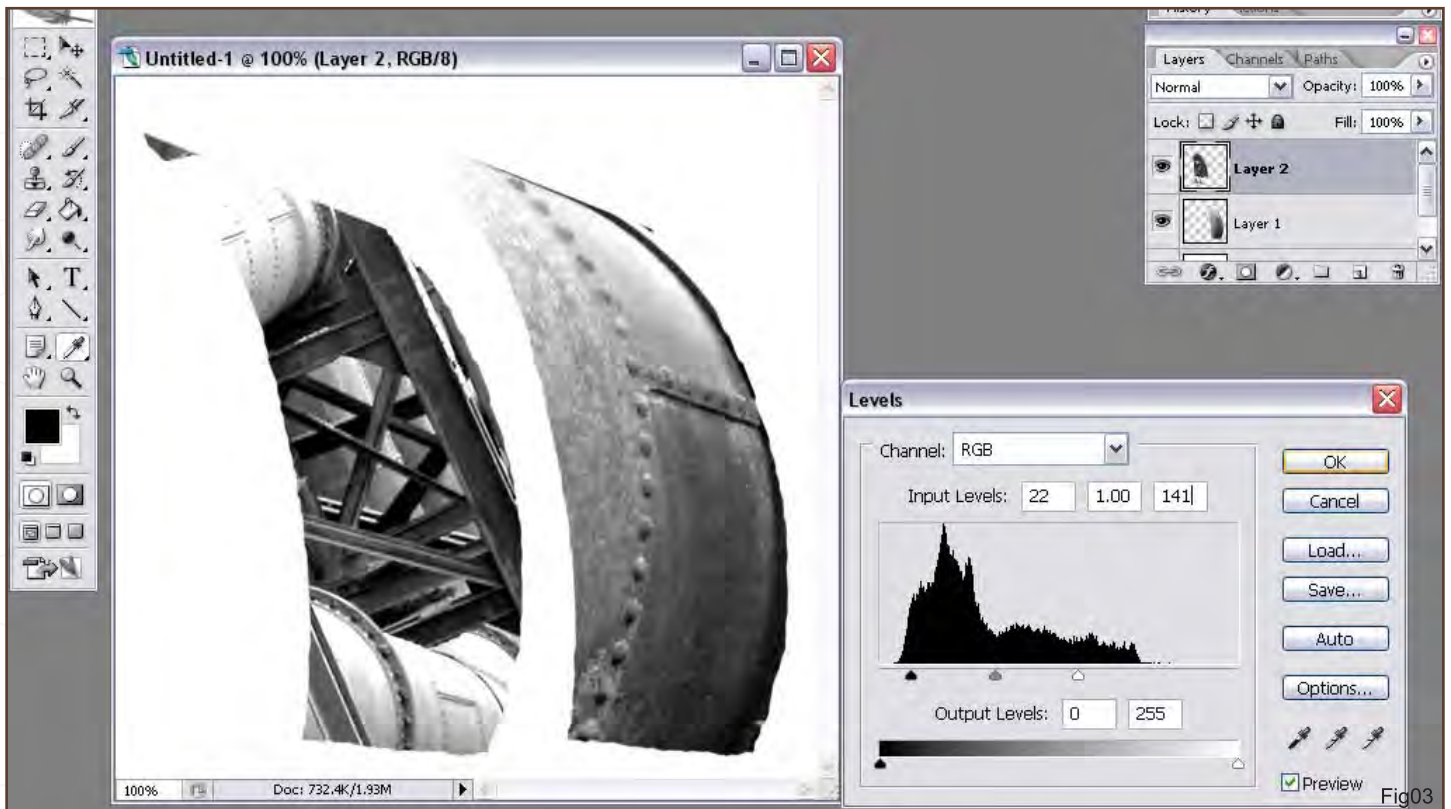 History
Untitled-1 @ 100% (Layer 2, RGB/8)
Layers Channels Paths
Normal Opacity: 100%
Lock: Fill: 100%
Layer 2
Layer 1
T
Levels
Channel: RGB
Input Levels: 22 1.00 141
Output Levels: 0 255
OK
Cancel
Load...
Save...
Auto
Options...
Preview
100% Doc: 732.4K/1.93M
Fig03